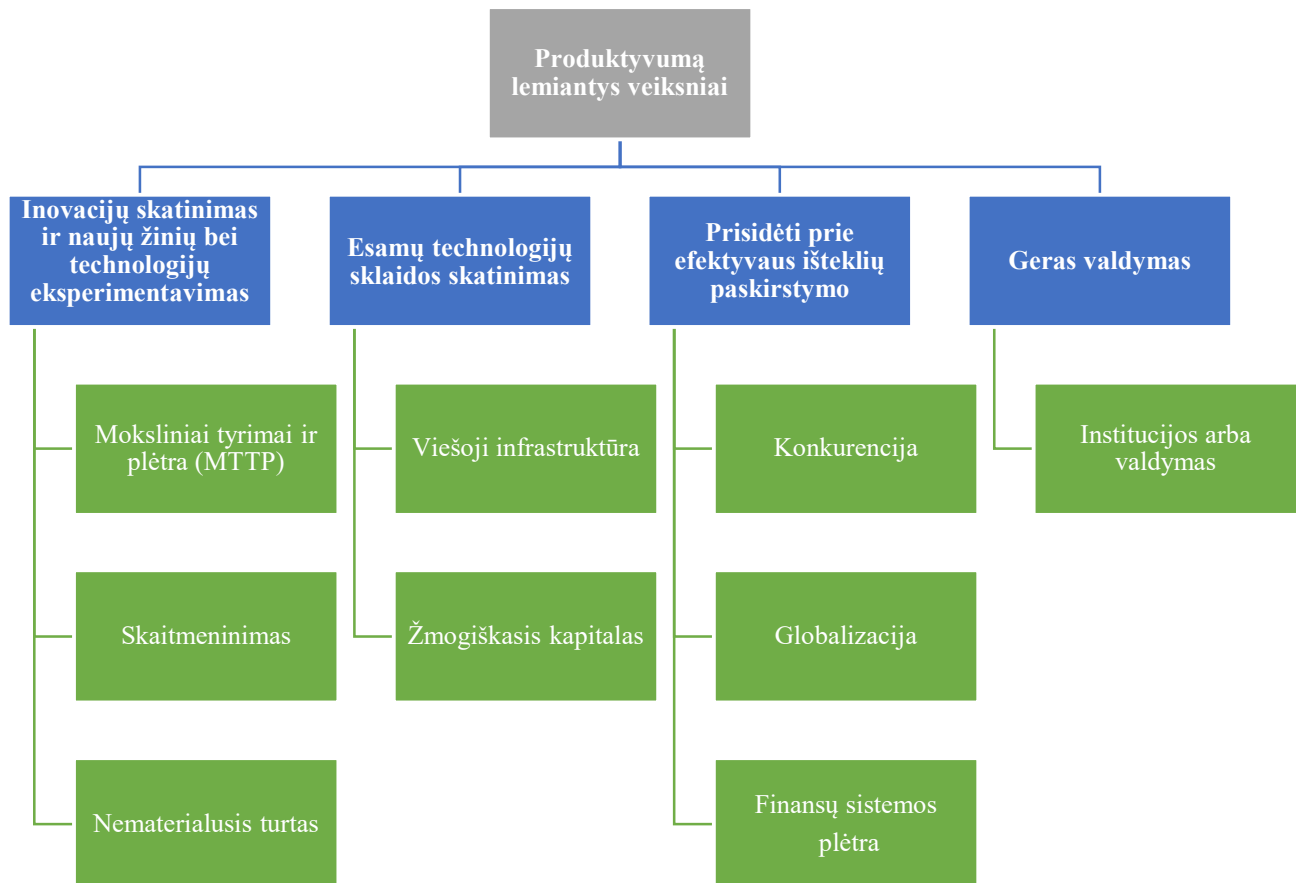 Produktyvumą
lemiantys veiksniai
Inovacijų skatinimas
ir naujų žinių bei
technologijų
eksperimentavimas
Esamų technologijų
sklaidos skatinimas
Prisidėti prie
efektyvaus išteklių
paskirstymo
Geras valdymas
Moksliniai tyrimai ir
plėtra (MTTP)
Viešoji infrastruktūra
Konkurencija
Institucijos arba
valdymas
Skaitmeninimas
Žmogiškasis kapitalas
Globalizacija
Nematerialusis turtas
Finansų sistemos
plėtra